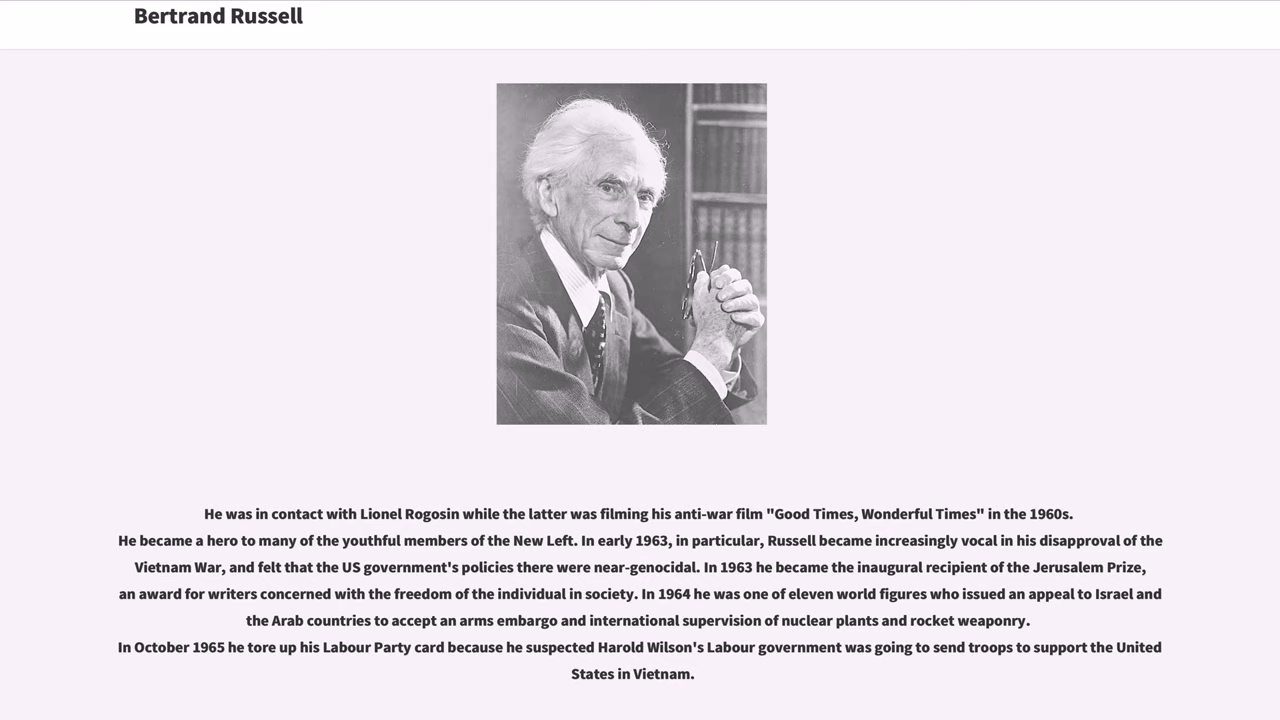 Bertrand Russell
He was in contact with Lionel Rogosin while the latter was filming his anti-war film "Good Times, Wonderful Times" in the 1960s.
He became a hero to many of the youthful members of the New Left. In early 1963, in particular, Russell became increasingly vocal in his disapproval of the
Vietnam War, and felt that the US government's policies there were near-genocidal. In 1963 he became the inaugural recipient of the Jerusalem Prize,
an award for writers concerned with the freedom of the individual in society. In 1964 he was one of eleven world figures who issued an appeal to Israel and
the Arab countries to accept an arms embargo and international supervision of nuclear plants and rocket weaponry.
In October 1965 he tore up his Labour Party card because he suspected Harold Wilson's Labour government was going to send troops to support the United
States in Vietnam.